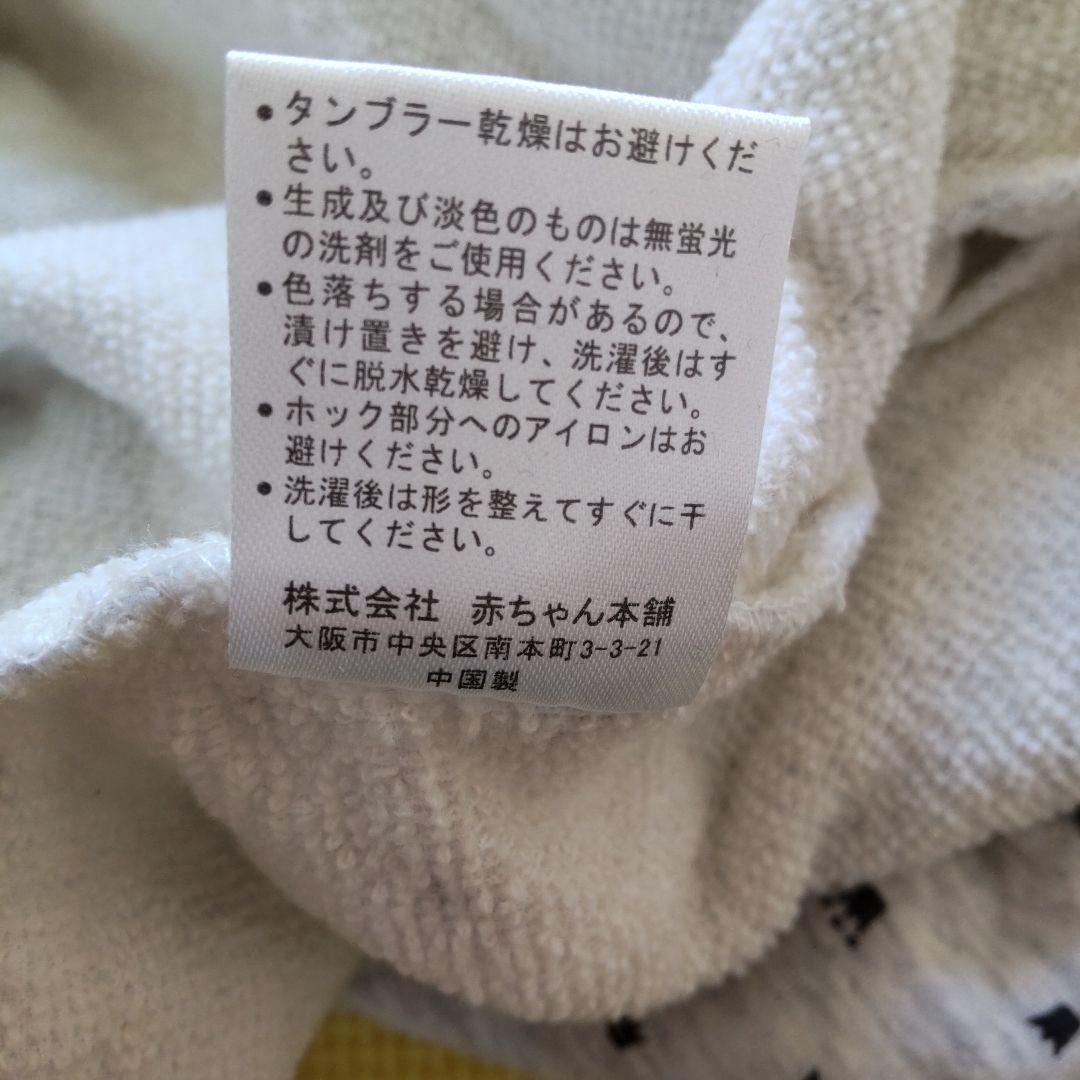 • タンブラー乾燥はお避けくだ
さい。
• 生成及び淡色のものは無蛍光
の洗剤をご使用ください。
• 色落ちする場合があるので、
漬け置きを避け、洗濯後はす
ぐに脱水乾燥してください。
• ホック部分へのアイロンはお
避けください。
• 洗濯後は形を整えてすぐに干
してください。
株式会社 赤ちゃん本舗
大阪市中央区南本町3-3-21
中国製